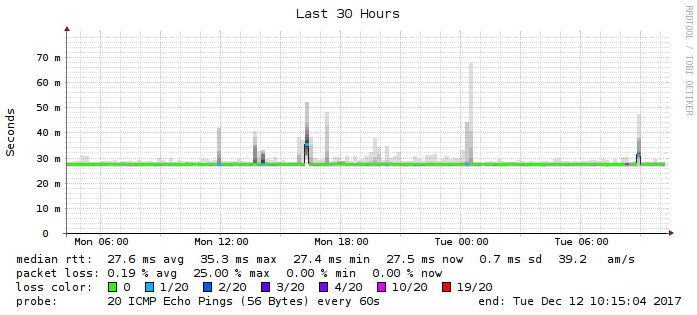 Last 30 Hours
RRDTOOL / TOBI OETIKER
Seconds
70 m
60 m
50 m
40 m
30 m
20 m
10 m
0
Mon 06:00 Mon 12:00 Mon 18:00 Tue 00:00 Tue 06:00
median rtt: 27.6 ms avg 35.3 ms max 27.4 ms min 27.5 ms now 0.7 ms sd 39.2 am/s
packet loss: 0.19 % avg 25.00 % max 0.00 % min 0.00 % now
loss color: 0 1/20 2/20 3/20 4/20 10/20 19/20
probe: 20 ICMP Echo Pings (56 Bytes) every 60s end: Tue Dec 12 10:15:04 2017